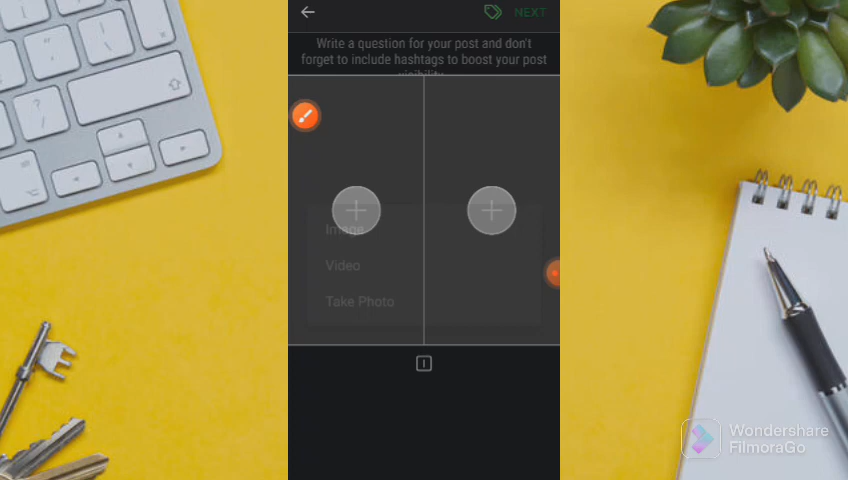 NEXT
Write a question for your post and don't
forget to include hashtags to boost your post
visibility
Image
Video
Take Photo
Wondershare
FilmoraGo